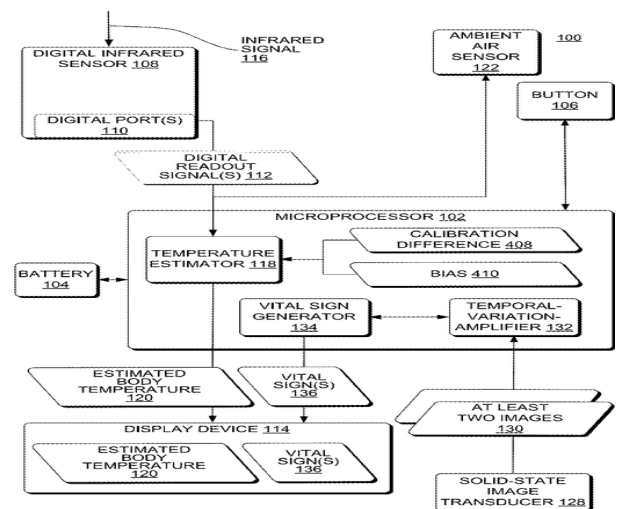 INFRARED
SIGNAL
116
DIGITAL INFRARED
SENSOR 108
DIGITAL PORT(S)
110
AMBIENT
AIR
SENSOR
122
100
BUTTON
106
DIGITAL
READOUT
SIGNAL(S) 112
MICROPROCESSOR 102
TEMPERATURE
ESTIMATOR 118
CALIBRATION
DIFFERENCE 408
BIAS 410
BATTERY
104
VITAL SIGN
GENERATOR
134
TEMPORAL-
VARIATION-
AMPLIFIER 132
ESTIMATED
BODY
TEMPERATURE
120
VITAL
SIGN(S)
136
AT LEAST
TWO IMAGES
130
DISPLAY DEVICE 114
ESTIMATED
BODY
TEMPERATURE
120
VITAL
SIGN(S)
136
SOLID-STATE
IMAGE
TRANSDUCER 128